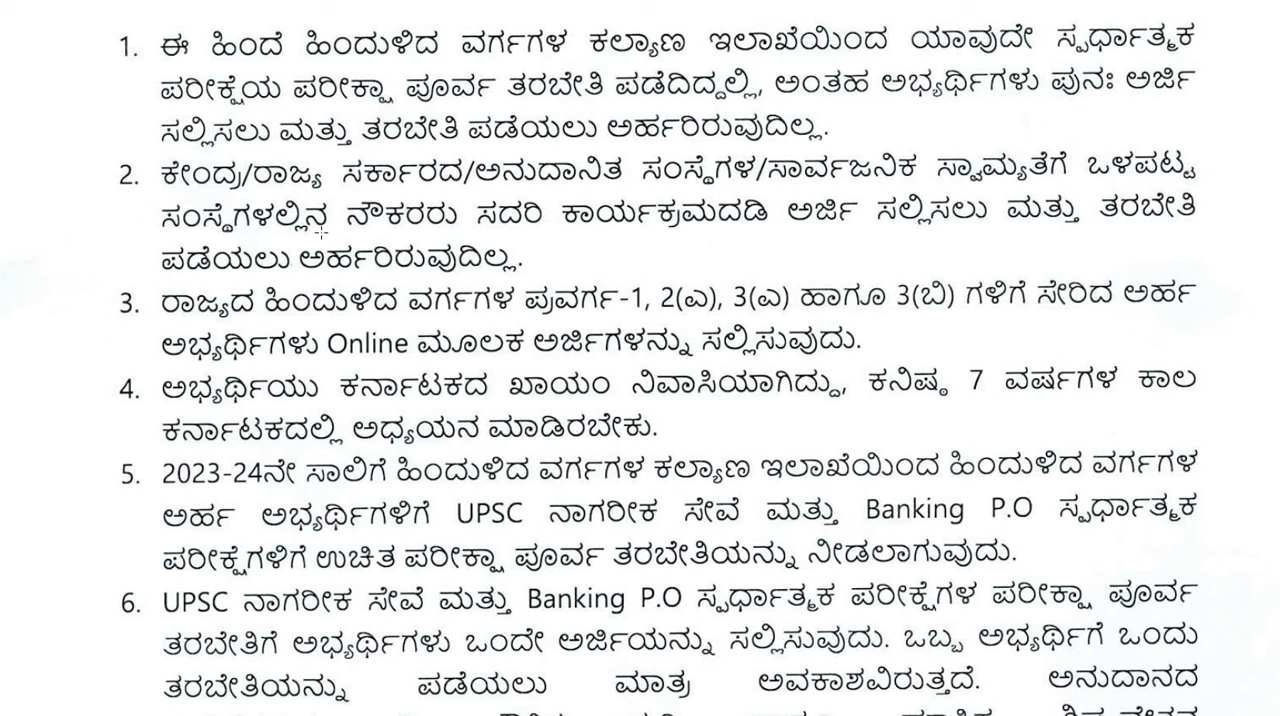 1. ಈ ಹಿಂದೆ ಹಿಂದುಳಿದ ವರ್ಗಗಳ ಕಲ್ಯಾಣ ಇಲಾಖೆಯಿಂದ ಯಾವುದೇ ಸ್ಪರ್ಧಾತ್ಮಕ
ಪರೀಕ್ಷೆಯ ಪರೀಕ್ಷಾ ಪೂರ್ವ ತರಬೇತಿ ಪಡೆದಿದ್ದಲ್ಲಿ, ಅಂತಹ ಅಭ್ಯರ್ಥಿಗಳು ಪುನಃ ಅರ್ಜಿ
ಸಲ್ಲಿಸಲು ಮತ್ತು ತರಬೇತಿ ಪಡೆಯಲು ಅರ್ಹರಿರುವುದಿಲ್ಲ.
2. ಕೇಂದ್ರ/ರಾಜ್ಯ ಸರ್ಕಾರದ/ಅನುದಾನಿತ ಸಂಸ್ಥೆಗಳ/ಸಾರ್ವಜನಿಕ ಸ್ವಾಮ್ಯತೆಗೆ ಒಳಪಟ್ಟ
ಸಂಸ್ಥೆಗಳಲ್ಲಿನ ನೌಕರರು ಸದರಿ ಕಾರ್ಯಕ್ರಮದಡಿ ಅರ್ಜಿ ಸಲ್ಲಿಸಲು ಮತ್ತು ತರಬೇತಿ
ಪಡೆಯಲು ಅರ್ಹರಿರುವುದಿಲ್ಲ.
3. ರಾಜ್ಯದ ಹಿಂದುಳಿದ ವರ್ಗಗಳ ಪ್ರವರ್ಗ-1, 2(ಎ), 3(ಎ) ಹಾಗೂ 3(ಬಿ) ಗಳಿಗೆ ಸೇರಿದ ಅರ್ಹ
ಅಭ್ಯರ್ಥಿಗಳು Online ಮೂಲಕ ಅರ್ಜಿಗಳನ್ನು ಸಲ್ಲಿಸುವುದು.
4. ಅಭ್ಯರ್ಥಿಯು ಕರ್ನಾಟಕದ ಖಾಯಂ ನಿವಾಸಿಯಾಗಿದ್ದು, ಕನಿಷ್ಠ 7 ವರ್ಷಗಳ ಕಾಲ
ಕರ್ನಾಟಕದಲ್ಲಿ ಅಧ್ಯಯನ ಮಾಡಿರಬೇಕು.
5. 2023-24ನೇ ಸಾಲಿಗೆ ಹಿಂದುಳಿದ ವರ್ಗಗಳ ಕಲ್ಯಾಣ ಇಲಾಖೆಯಿಂದ ಹಿಂದುಳಿದ ವರ್ಗಗಳ
ಅರ್ಹ ಅಭ್ಯರ್ಥಿಗಳಿಗೆ UPSC ನಾಗರೀಕ ಸೇವೆ ಮತ್ತು Banking P.O ಸ್ಪರ್ಧಾತ್ಮಕ
ಪರೀಕ್ಷೆಗಳಿಗೆ ಉಚಿತ ಪರೀಕ್ಷಾ ಪೂರ್ವ ತರಬೇತಿಯನ್ನು ನೀಡಲಾಗುವುದು.
6. UPSC ನಾಗರೀಕ ಸೇವೆ ಮತ್ತು Banking P.O ಸ್ಪರ್ಧಾತ್ಮಕ ಪರೀಕ್ಷೆಗಳ ಪರೀಕ್ಷಾ ಪೂರ್ವ
ತರಬೇತಿಗೆ ಅಭ್ಯರ್ಥಿಗಳು ಒಂದೇ ಅರ್ಜಿಯನ್ನು ಸಲ್ಲಿಸುವುದು. ಒಬ್ಬ ಅಭ್ಯರ್ಥಿಗೆ ಒಂದು
ತರಬೇತಿಯನ್ನು ಪಡೆಯಲು ಮಾತ್ರ ಅವಕಾಶವಿರುತ್ತದೆ. ಅನುದಾನದ